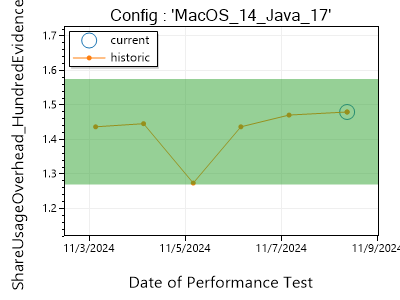 Config : 'MacOS_14_Java_17'
ShareUsageOverhead_HundredEvidence
current
historic
1.7
1.6
1.5
1.4
1.3
1.2
11/3/2024
11/5/2024
11/7/2024
11/9/2024
Date of Performance Test